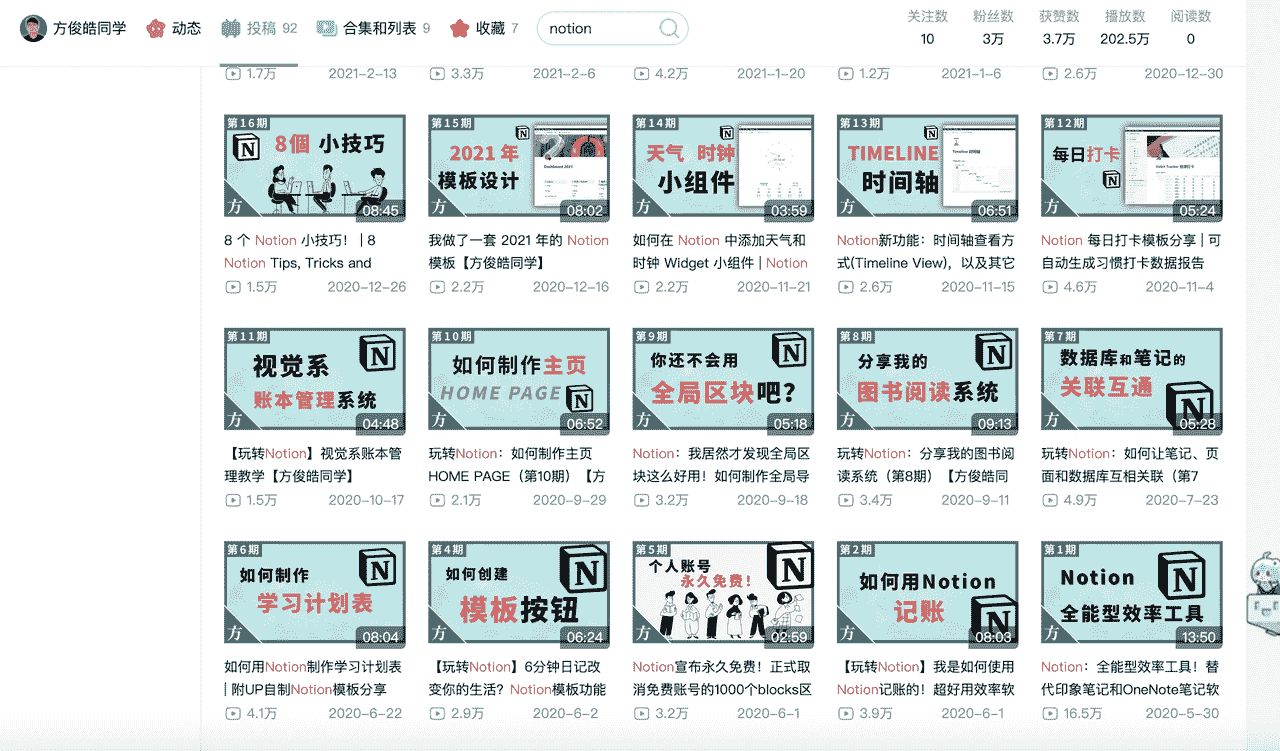 方俊皓同学
动态
投稿 92
合集和列表 9
收藏 7
notion
关注数 粉丝数 获赞数 播放数 阅读数
10 3万 3.7万 202.5万 0
1.7万 2021-2-13
3.3万 2021-2-6
4.2万 2021-1-20
1.2万 2021-1-6
2.6万 2020-12-30
第16期
8個 小技巧
方
08:45
8 个 Notion 小技巧！ | 8
Notion Tips, Tricks and
1.5万 2020-12-26
第15期
2021 年
模板设计
方
08:02
我做了一套 2021 年的 Notion
模板【方俊皓同学】
2.2万 2020-12-16
第14期
天气 时钟
小组件
方
03:59
如何在 Notion 中添加天气和
时钟 Widget 小组件 | Notion
2.2万 2020-11-21
第13期
TIMELINE
时间轴
方
06:51
Notion新功能：时间轴查看方
式(Timeline View)，以及其它
2.6万 2020-11-15
第12期
每日打卡
方
05:24
Notion 每日打卡模板分享 | 可
自动生成习惯打卡数据报告
4.6万 2020-11-4
第11期
视觉系
账本管理系统
方
04:48
【玩转Notion】视觉系账本管
理教学【方俊皓同学】
1.5万 2020-10-17
第10期
如何制作主页
HOME PAGE
方
06:52
玩转Notion：如何制作主页
HOME PAGE（第10期）【方
2.1万 2020-9-29
第9期
你还不会用
全局区块吧？
方
05:18
Notion：我居然才发现全局区
块这么好用！如何制作全局导
3.2万 2020-9-18
第8期
分享我的
图书阅读系统
方
09:13
玩转Notion：分享我的图书阅
读系统（第8期）【方俊皓同
3.4万 2020-9-11
第7期
数据库和笔记的
关联互通
方
05:28
玩转Notion：如何让笔记、页
面和数据库互相关联（第7
4.9万 2020-7-23
第6期
如何制作
学习计划表
方
08:04
如何用Notion制作学习计划表
| 附UP自制Notion模板分享
4.1万 2020-6-22
第4期
如何创建
模板按钮
方
06:24
【玩转Notion】6分钟日记改
变你的生活？Notion模板功能
2.9万 2020-6-2
第5期
个人账号
永久免费！
方
02:59
Notion宣布永久免费！正式取
消免费账号的1000个blocks区
3.2万 2020-6-1
第2期
如何用Notion
记账！
方
08:03
【玩转Notion】我是如何使用
Notion记账的！超好用效率软
3.9万 2020-6-1
第1期
Notion
全能型效率工具
方
13:50
Notion：全能型效率工具！替
代印象笔记和OneNote笔记软
16.5万 2020-5-30